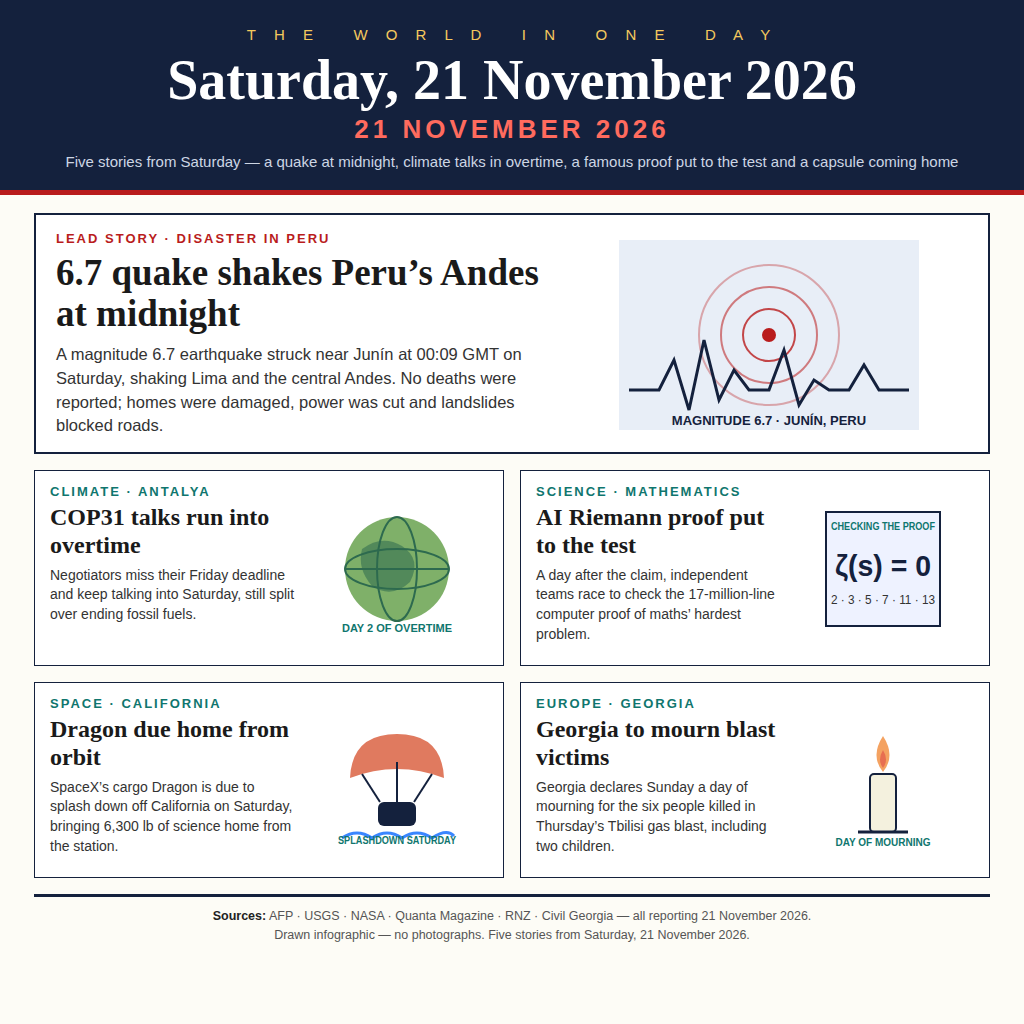 THE WORLD IN ONE DAY
Saturday, 21 November 2026
21 NOVEMBER 2026
Five stories from Saturday — a quake at midnight, climate talks in overtime, a famous proof put to the test and a capsule coming home
LEAD STORY · DISASTER IN PERU
6.7 quake shakes Peru’s Andes
at midnight
A magnitude 6.7 earthquake struck near Junín at 00:09 GMT on
Saturday, shaking Lima and the central Andes. No deaths were
reported; homes were damaged, power was cut and landslides
blocked roads.
MAGNITUDE 6.7 · JUNÍN, PERU
CLIMATE · ANTALYA
COP31 talks run into
overtime
Negotiators miss their Friday deadline
and keep talking into Saturday, still split
over ending fossil fuels.
DAY 2 OF OVERTIME
SCIENCE · MATHEMATICS
AI Riemann proof put
to the test
A day after the claim, independent
teams race to check the 17-million-line
computer proof of maths’ hardest
problem.
CHECKING THE PROOF
ζ(s) = 0
2 · 3 · 5 · 7 · 11 · 13
SPACE · CALIFORNIA
Dragon due home from
orbit
SpaceX’s cargo Dragon is due to
splash down off California on Saturday,
bringing 6,300 lb of science home from
the station.
SPLASHDOWN SATURDAY
EUROPE · GEORGIA
Georgia to mourn blast
victims
Georgia declares Sunday a day of
mourning for the six people killed in
Thursday’s Tbilisi gas blast, including
two children.
DAY OF MOURNING
Sources: AFP · USGS · NASA · Quanta Magazine · RNZ · Civil Georgia — all reporting 21 November 2026.
Drawn infographic — no photographs. Five stories from Saturday, 21 November 2026.